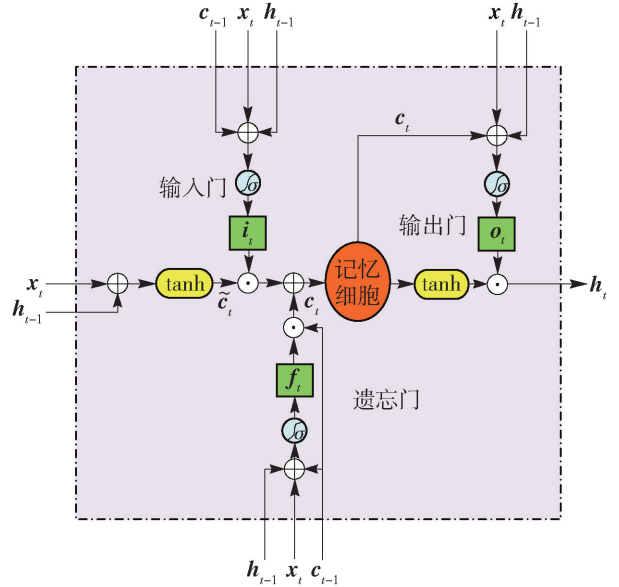 c_{t-1} x_t h_{t-1}
x_t h_{t-1}
c_t
σ
σ
输入门
输出门
i_t
o_t
x_t
tanh
记忆
细胞
tanh
h_t
h_{t-1}
c̃_t
c_t
f_t
遗忘门
σ
h_{t-1} x_t c_{t-1}